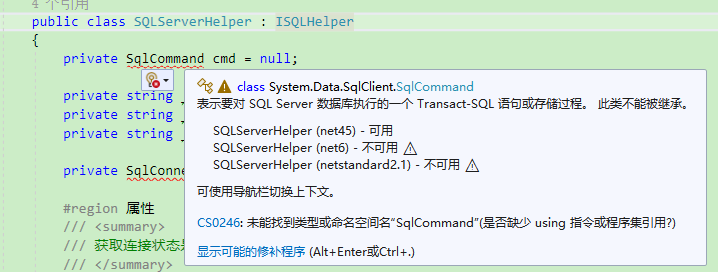 4 个引用
public class SQLServerHelper : ISQLHelper
{
private SqlCommand cmd = null;
class System.Data.SqlClient.SqlCommand
表示要对 SQL Server 数据库执行的一个 Transact-SQL 语句或存储过程。 此类不能被继承。
private string
SQLServerHelper (net45) - 可用
private string
SQLServerHelper (net6) - 不可用
private string
SQLServerHelper (netstandard2.1) - 不可用
private SqlConne
可使用导航栏切换上下文。
#region 属性
CS0246: 未能找到类型或命名空间名“SqlCommand”(是否缺少 using 指令或程序集引用?)
/// <summary>
/// 获取连接状态是
显示可能的修补程序 (Alt+Enter或Ctrl+.)
/// </summary>